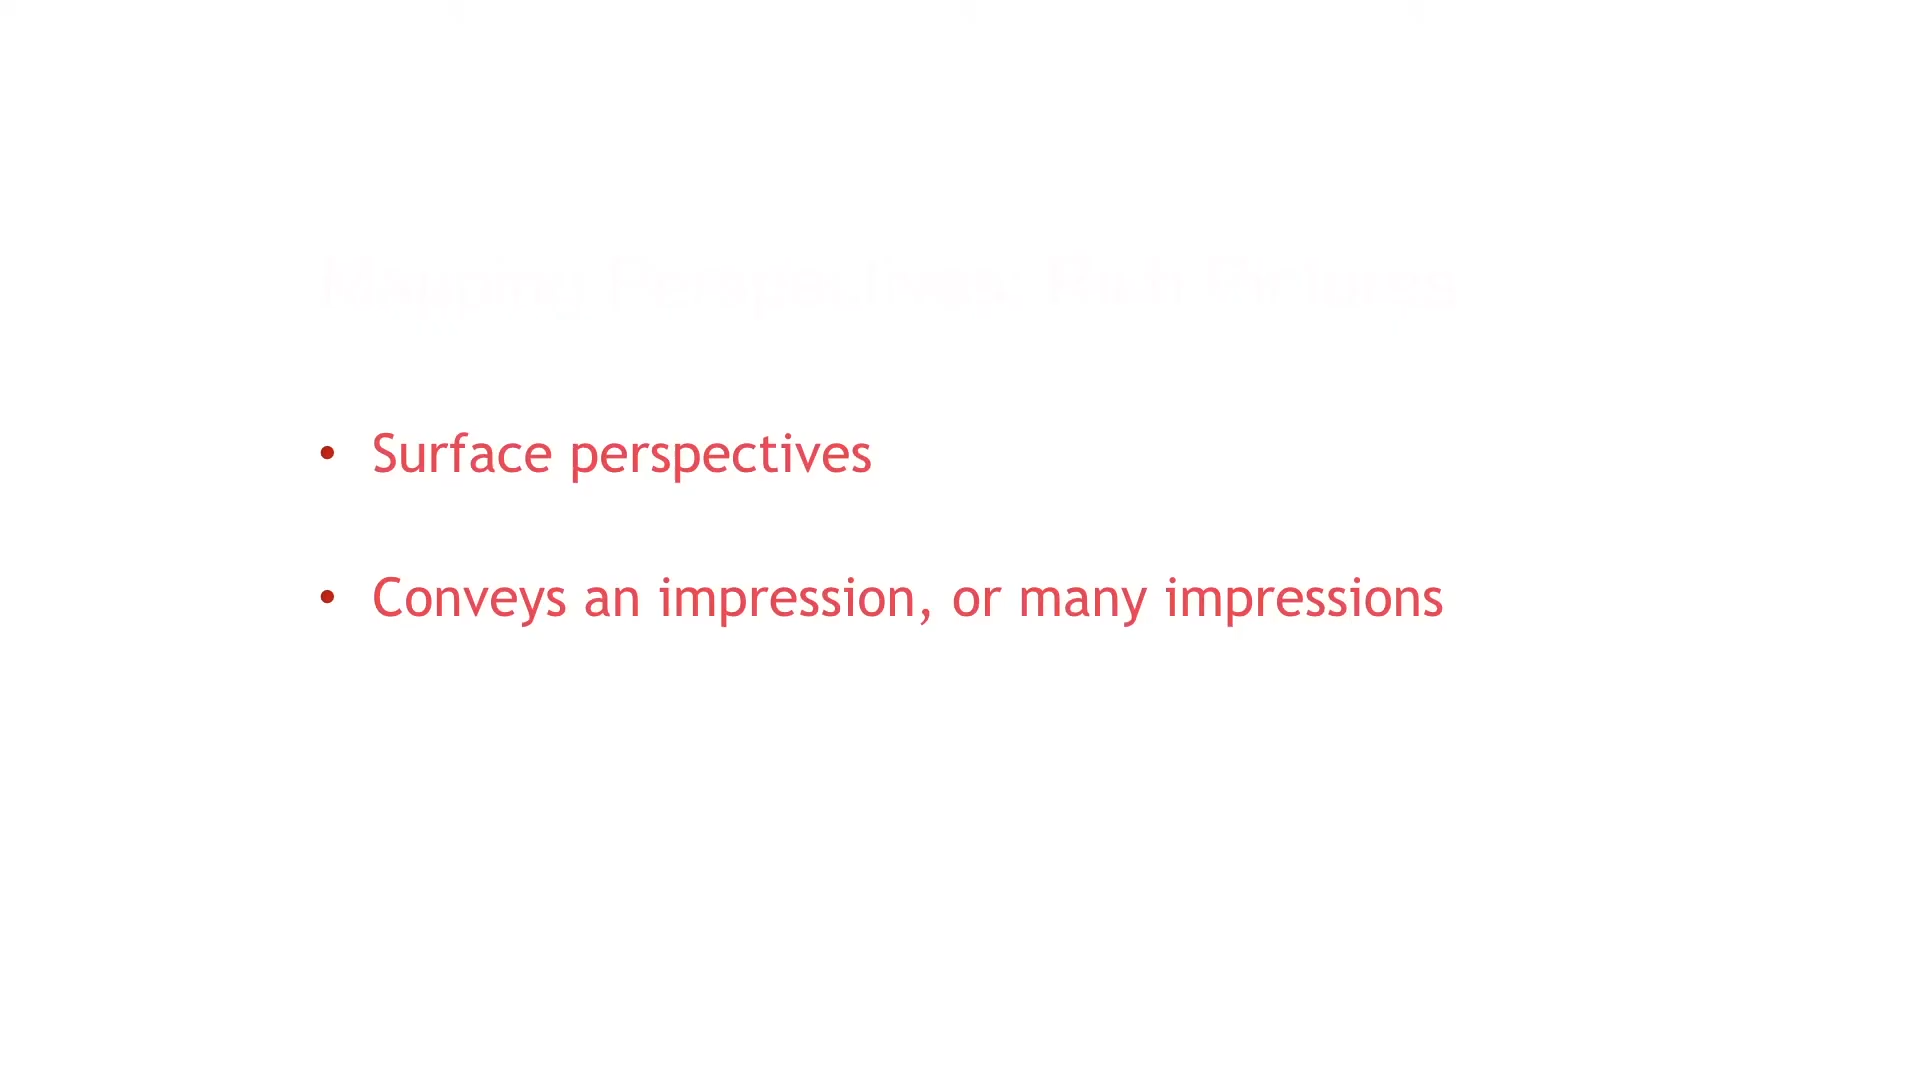 • Surface perspectives
• Conveys an impression, or many impressions